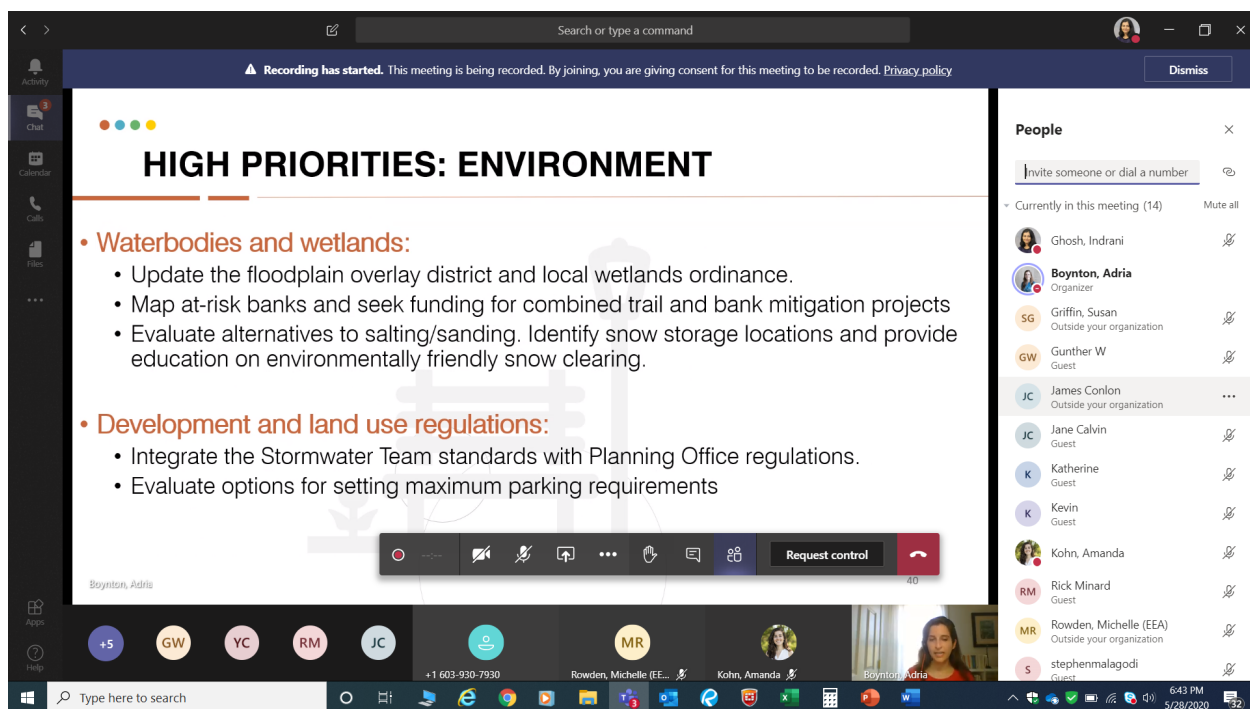 Search or type a command
Activity
Recording has started. This meeting is being recorded. By joining, you are giving consent for this meeting to be recorded. Privacy policy
Dismiss
3
Chat
Calendar
Calls
Files
HIGH PRIORITIES: ENVIRONMENT
• Waterbodies and wetlands:
• Update the floodplain overlay district and local wetlands ordinance.
• Map at-risk banks and seek funding for combined trail and bank mitigation projects
• Evaluate alternatives to salting/sanding. Identify snow storage locations and provide
education on environmentally friendly snow clearing.
• Development and land use regulations:
• Integrate the Stormwater Team standards with Planning Office regulations.
• Evaluate options for setting maximum parking requirements
--:--
Request control
Boynton, Adria
40
People
Invite someone or dial a number
Currently in this meeting (14)
Mute all
Ghosh, Indrani
Boynton, Adria
Organizer
SG
Griffin, Susan
Outside your organization
GW
Gunther W
Guest
JC
James Conlon
Outside your organization
JC
Jane Calvin
Guest
K
Katherine
Guest
K
Kevin
Guest
Kohn, Amanda
RM
Rick Minard
Guest
MR
Rowden, Michelle (EEA)
Outside your organization
s
stephenmalagodi
Guest
Apps
Help
+5
GW
YC
RM
JC
+1 603-930-7930
MR
Rowden, Michelle (EE...
Kohn, Amanda
Boynton, Adria
Type here to search
6:43 PM
5/28/2020
32